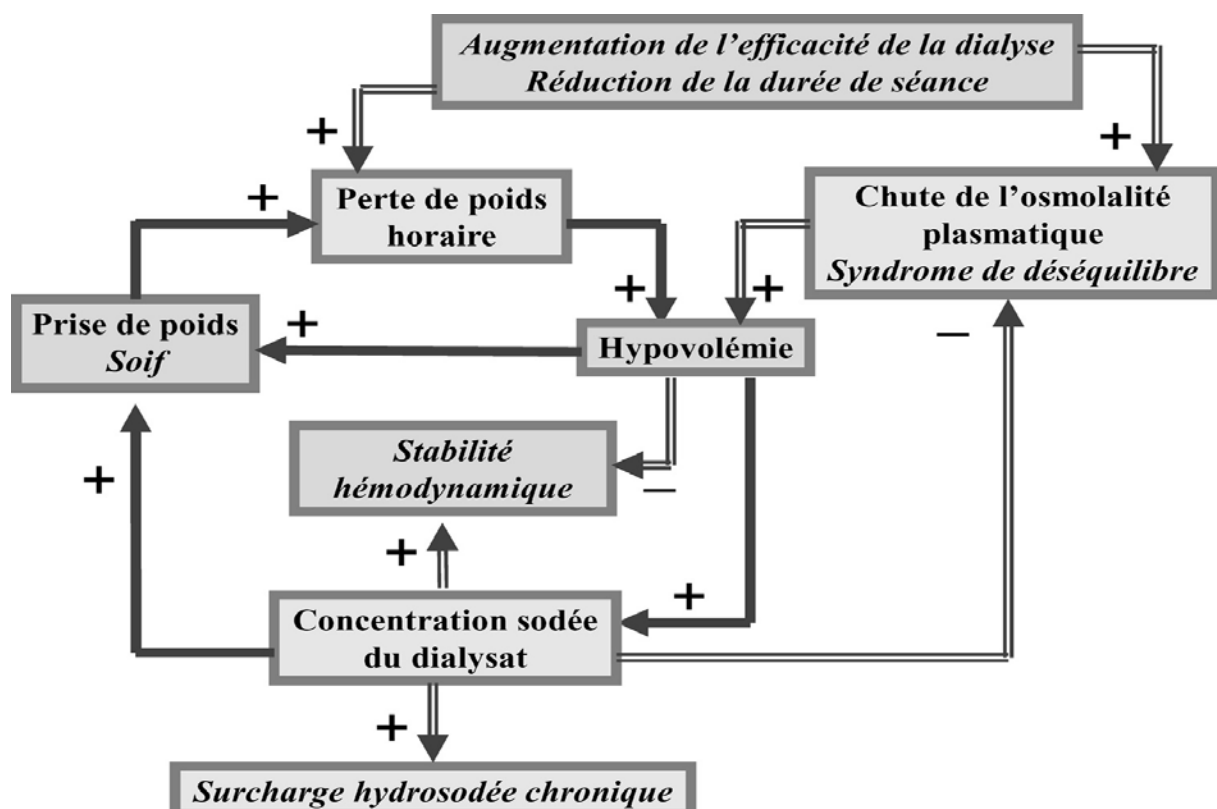 Augmentation de l’efficacité de la dialyse
Réduction de la durée de séance
+
+
Perte de poids
horaire
Chute de l’osmolalité
plasmatique
Syndrome de déséquilibre
+
+
+
Prise de poids
Soif
+
Hypovolémie
–
Stabilité
hémodynamique
–
+
+
+
Concentration sodée
du dialysat
+
Surcharge hydrosodée chronique